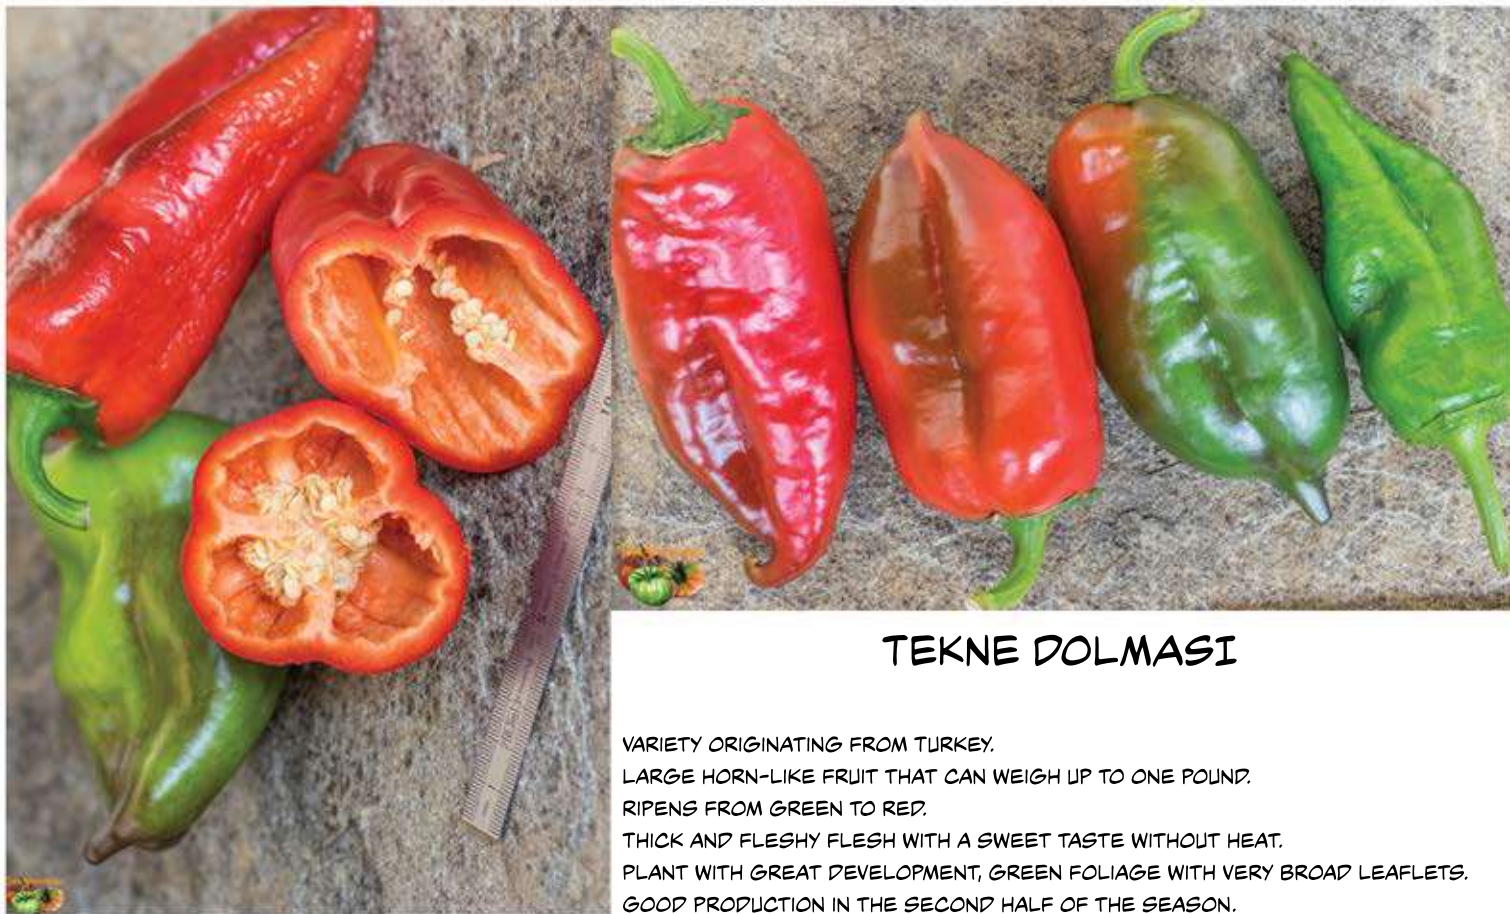 TEKNE DOLMASI
VARIETY ORIGINATING FROM TURKEY.
LARGE HORN-LIKE FRUIT THAT CAN WEIGH UP TO ONE POUND.
RIPENS FROM GREEN TO RED.
THICK AND FLESHY FLESH WITH A SWEET TASTE WITHOUT HEAT.
PLANT WITH GREAT DEVELOPMENT, GREEN FOLIAGE WITH VERY BROAD LEAFLETS.
GOOD PRODUCTION IN THE SECOND HALF OF THE SEASON.